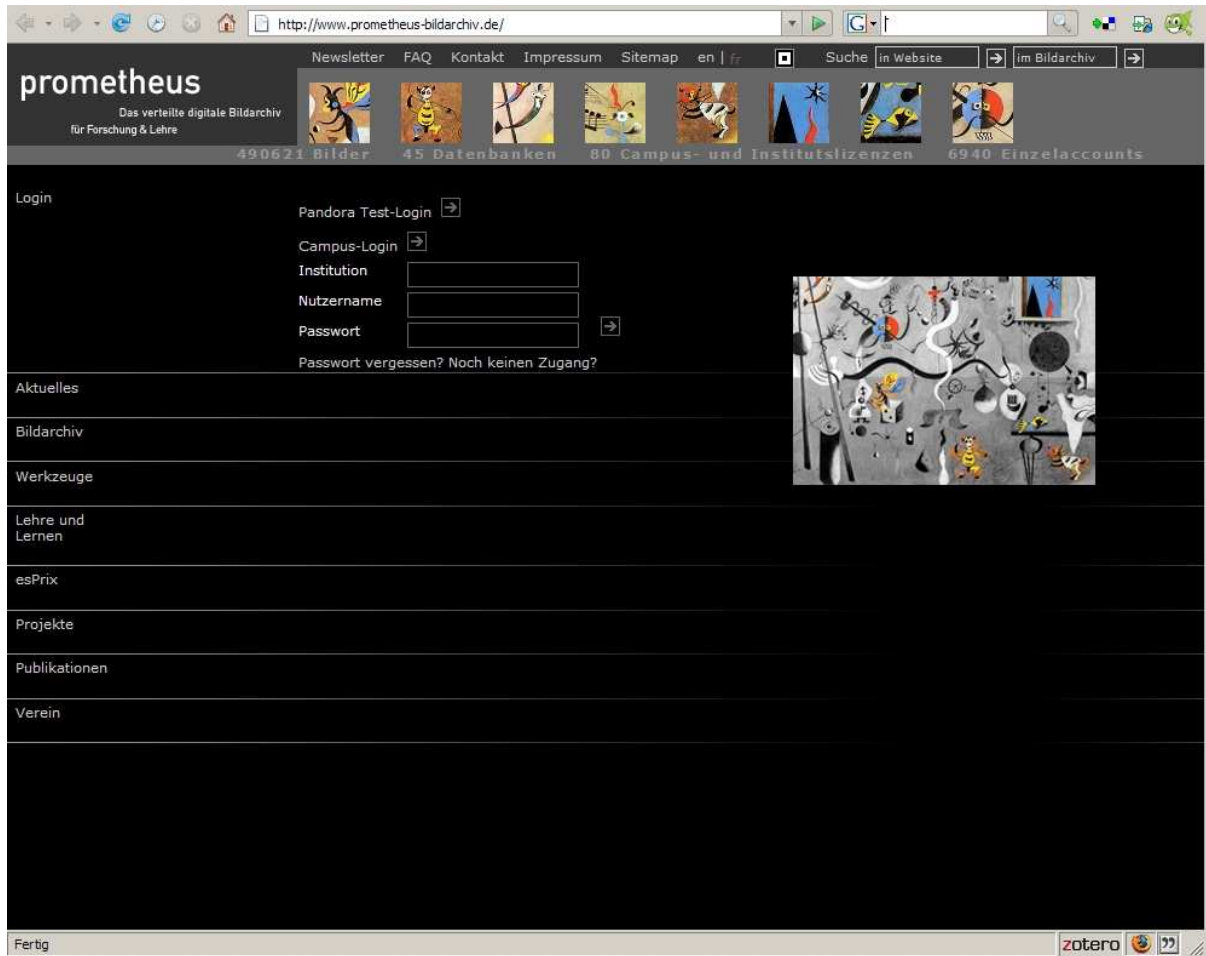 http://www.prometheus-bildarchiv.de/
G
Newsletter FAQ Kontakt Impressum Sitemap en | fr Suche in Website im Bildarchiv
prometheus
Das verteilte digitale Bildarchiv
für Forschung & Lehre
490621 Bilder 45 Datenbanken 80 Campus- und Institutslizenzen 6940 Einzelaccounts
Login
Pandora Test-Login
Campus-Login
Institution
Nutzername
Passwort
Passwort vergessen? Noch keinen Zugang?
Aktuelles
Bildarchiv
Werkzeuge
Lehre und
Lernen
esPrix
Projekte
Publikationen
Verein
Fertig zotero